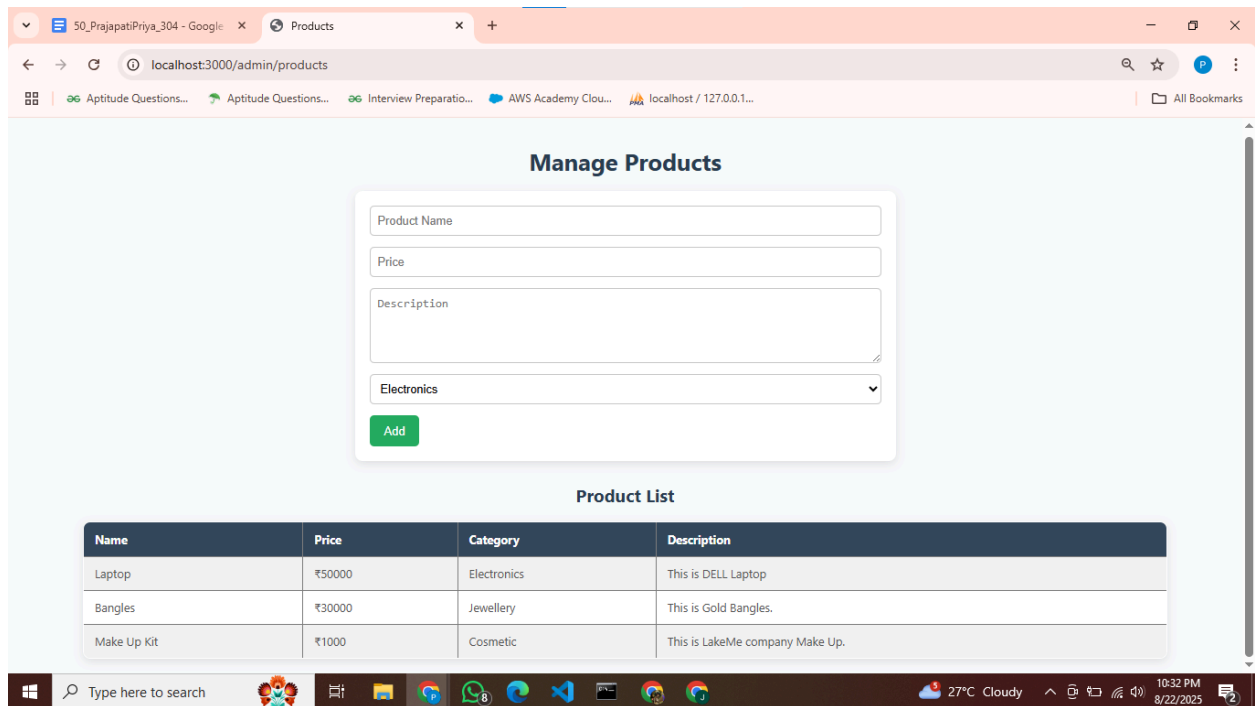 50_PrajapatiPriya_304 - Google
Products
localhost:3000/admin/products
P
Aptitude Questions...
Aptitude Questions...
Interview Preparatio...
AWS Academy Clou...
localhost / 127.0.0.1...
All Bookmarks
Manage Products
Product Name
Price
Description
Electronics
Add
Product List
Name Price Category Description
Laptop ₹50000 Electronics This is DELL Laptop
Bangles ₹30000 Jewellery This is Gold Bangles.
Make Up Kit ₹1000 Cosmetic This is LakeMe company Make Up.
Type here to search
8
5
27°C Cloudy
10:32 PM
8/22/2025
2